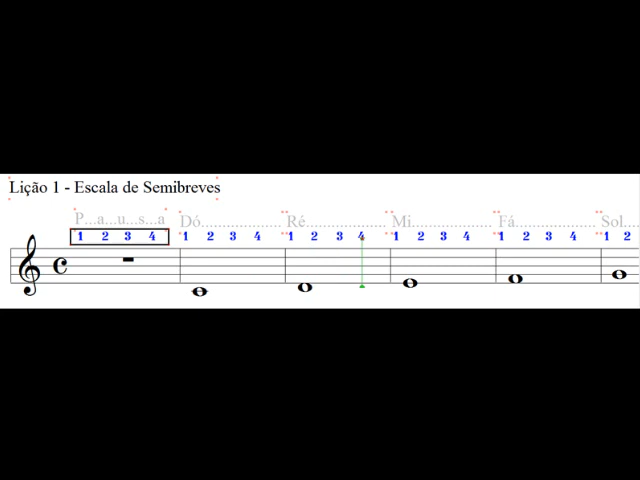 Lição 1 - Escala de Semibreves
P...a...u...s...a Dó.................... Ré.................... Mi.................... Fá.................... Sol........
1 2 3 4 1 2 3 4 1 2 3 4 1 2 3 4 1 2 3 4 1 2